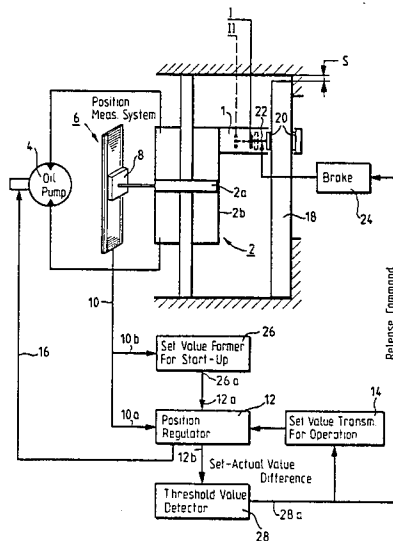 I
II
S
Position
Meas. System
6
1
22
20
4
Oil
Pump
8
2a
2b
2
Brake
24
18
10
16
10b
Set Value Former
For Start-Up
26
26a
12a
12
14
10a
Position
Regulator
Set Value Transm.
For Operation
12b
Set-Actual Value
Difference
Threshold Value
Detector
28
28a
Release Command